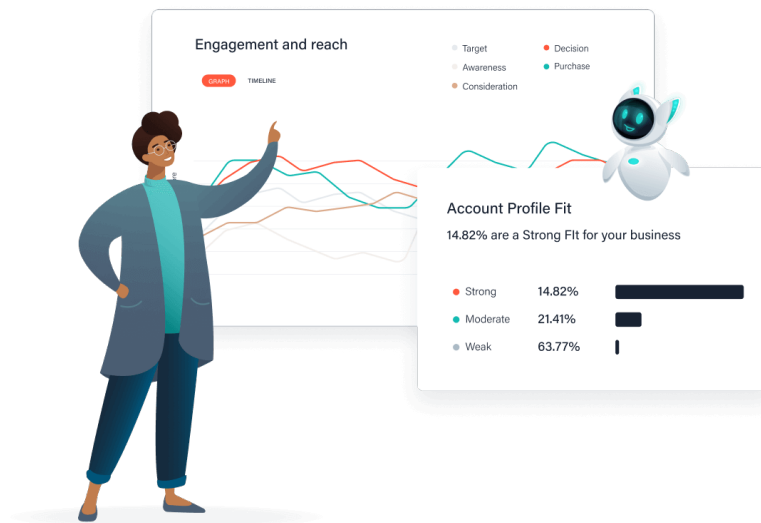 Engagement and reach
Target
Decision
Awareness
Purchase
Consideration
GRAPH
TIMELINE
Account Profile Fit
14.82% are a Strong FIt for your business
Strong 14.82%
Moderate 21.41%
Weak 63.77%